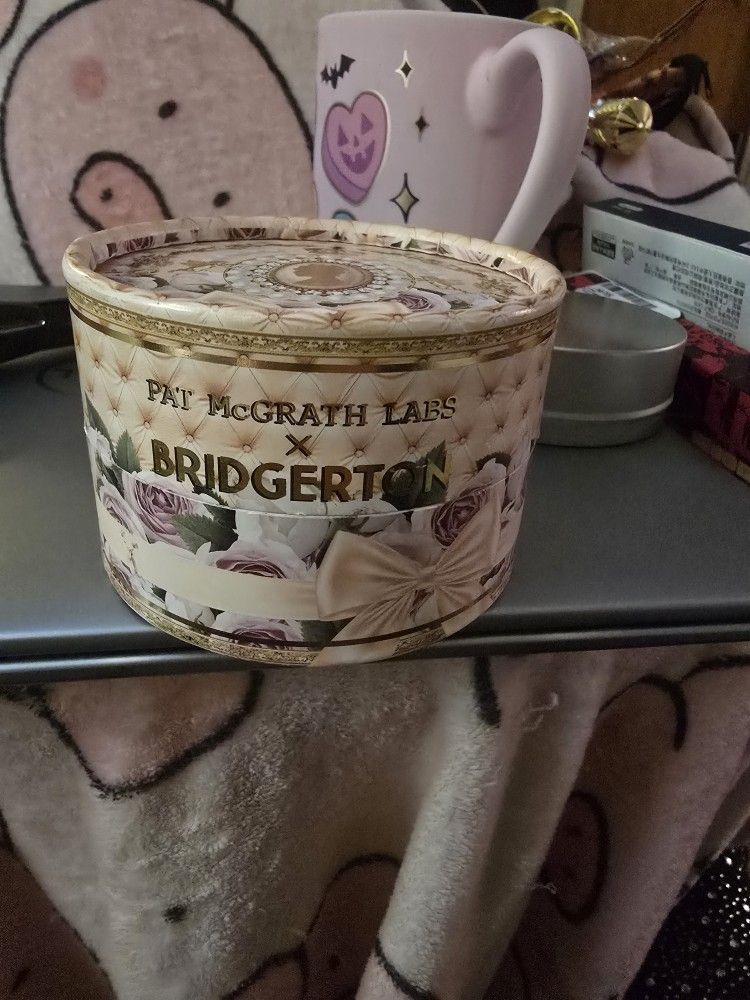 PAT McGRATH LABS
×
BRIDGERTON